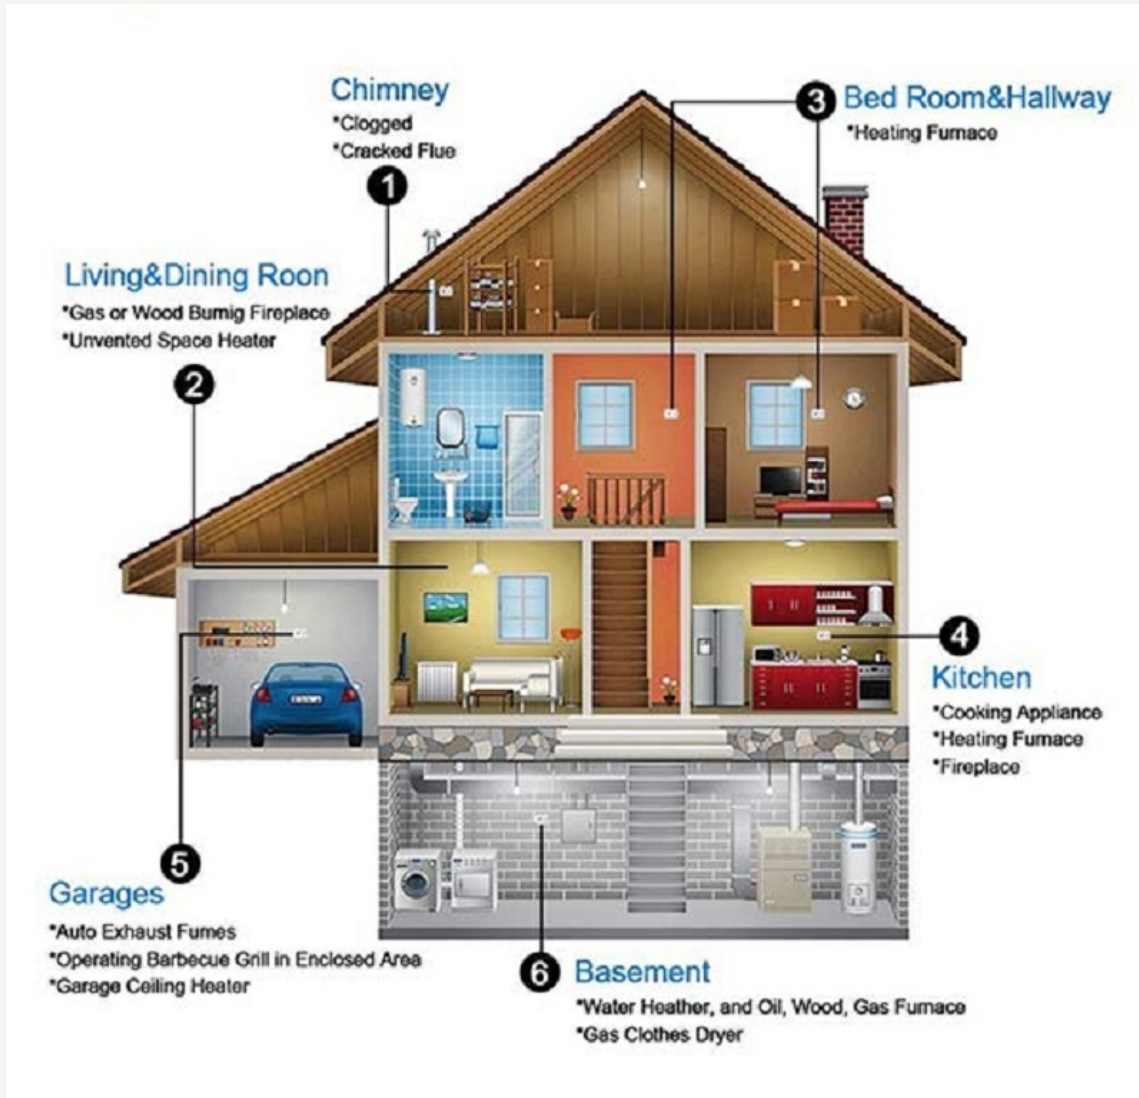 Chimney
*Clogged
*Cracked Flue
1
3
Bed Room&Hallway
*Heating Furnace
Living&Dining Roon
*Gas or Wood Bumig Fireplace
*Unvented Space Heater
2
4
Kitchen
*Cooking Appliance
*Heating Furnace
*Fireplace
5
Garages
*Auto Exhaust Fumes
*Operating Barbecue Grill in Enclosed Area
*Garage Ceiling Heater
6
Basement
*Water Heather, and Oil, Wood, Gas Furnace
*Gas Clothes Dryer